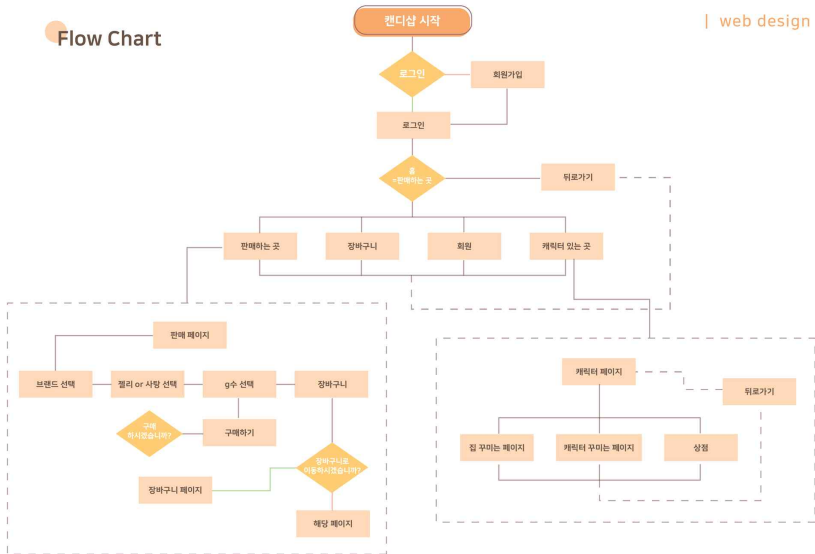 Flow Chart
| web design
캔디샵 시작
로그인
회원가입
로그인
홈
=판매하는 곳
뒤로가기
판매하는 곳
장바구니
회원
캐릭터 있는 곳
판매 페이지
브랜드 선택
젤리 or 사탕 선택
g수 선택
장바구니
구매
하시겠습니까?
구매하기
장바구니로
이동하시겠습니까?
장바구니 페이지
해당 페이지
캐릭터 페이지
뒤로가기
집 꾸미는 페이지
캐릭터 꾸미는 페이지
상점